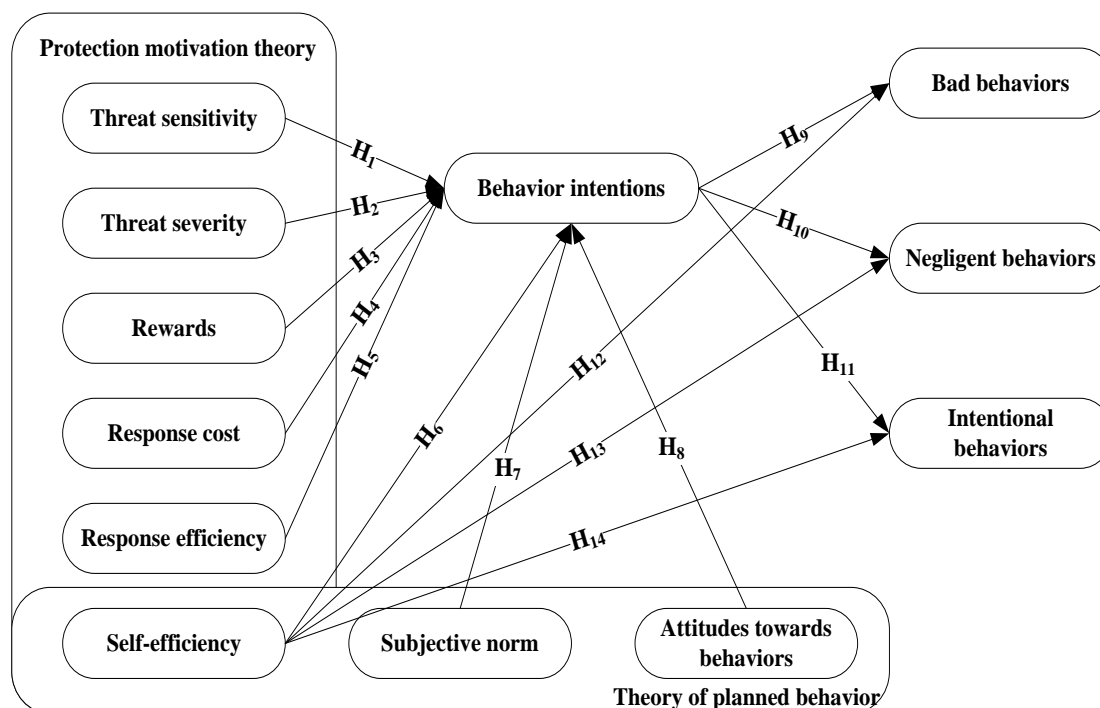 Protection motivation theory
Threat sensitivity
Threat severity
Rewards
Response cost
Response efficiency
Self-efficiency
Subjective norm
Attitudes towards
behaviors
Theory of planned behavior
Behavior intentions
Bad behaviors
Negligent behaviors
Intentional
behaviors
H1
H2
H3
H4
H5
H6
H7
H8
H9
H10
H11
H12
H13
H14